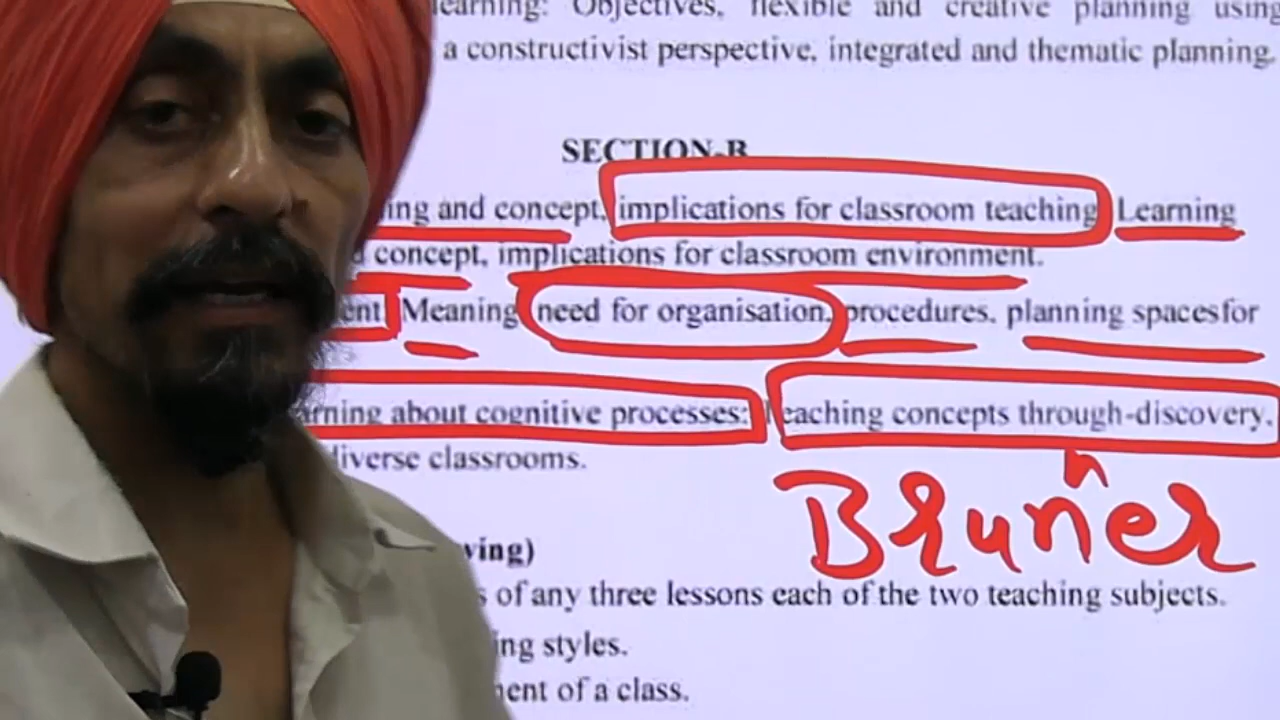 learning: Objectives, flexible and creative planning using
a constructivist perspective, integrated and thematic planning.
SECTION-B
ing and concept, implications for classroom teaching Learning
concept, implications for classroom environment.
ent. Meaning need for organisation, procedures, planning spaces for
arning about cognitive processes: Teaching concepts through-discovery.
diverse classrooms.
Bruner
ving)
s of any three lessons each of the two teaching subjects.
ing styles.
ment of a class.